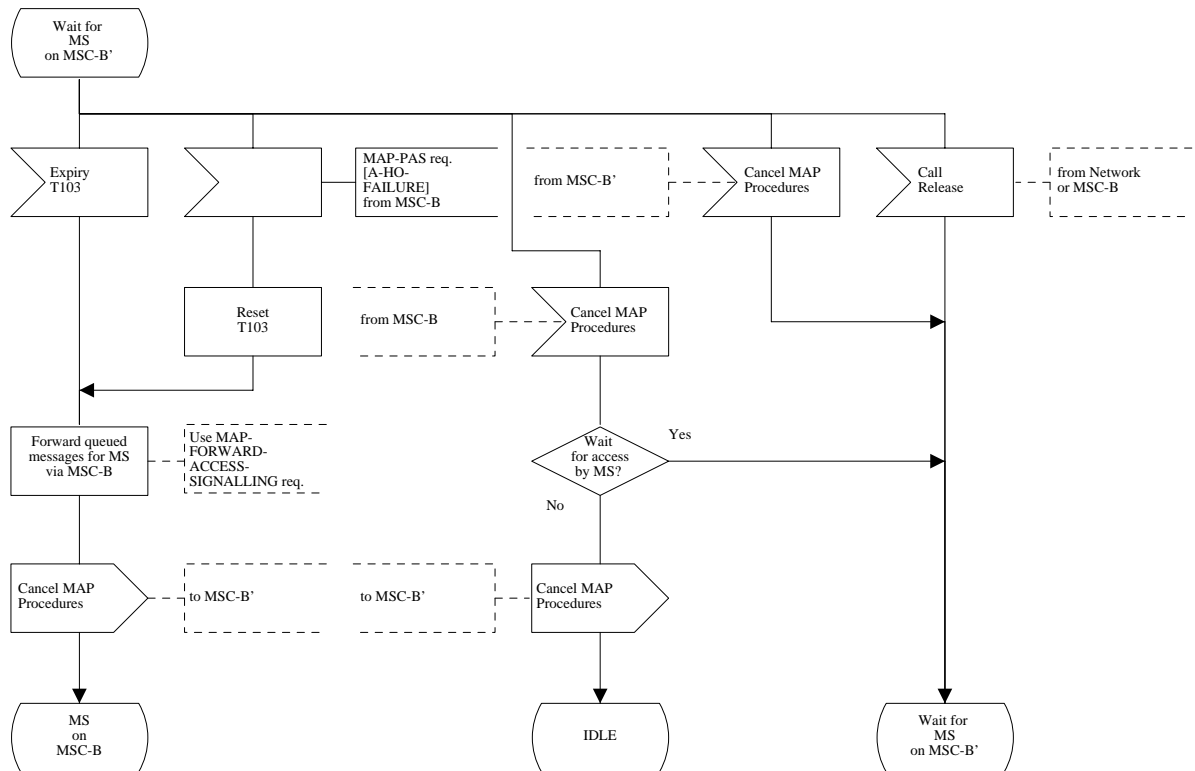 Wait for
MS
on MSC-B’
Expiry
T103
MAP-PAS req.
[A-HO-
FAILURE]
from MSC-B
from MSC-B’
Cancel MAP
Procedures
Call
Release
from Network
or MSC-B
Reset
T103
from MSC-B
Cancel MAP
Procedures
Forward queued
messages for MS
via MSC-B
Use MAP-
FORWARD-
ACCESS-
SIGNALLING req.
Wait
for access
by MS?
Yes
No
Cancel MAP
Procedures
to MSC-B’
to MSC-B’
Cancel MAP
Procedures
MS
on
MSC-B
IDLE
Wait for
MS
on MSC-B’